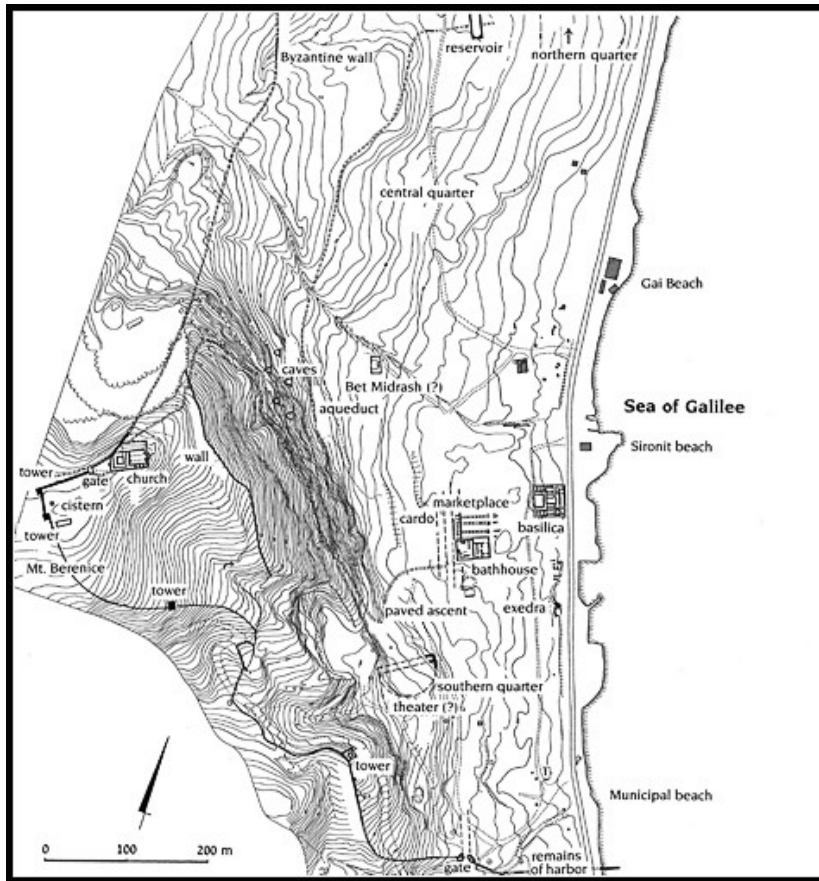 reservoir
northern quarter
Byzantine wall
central quarter
Gai Beach
caves
Bet Midrash (?)
aqueduct
Sea of Galilee
wall
Sironit beach
tower
gate
church
cistern
marketplace
cardo
basilica
tower
Mt. Berenice
bathhouse
tower
paved ascent
exedra
southern quarter
theater (?)
tower
T
Municipal beach
0
100
200 m
gate
remains
of harbor